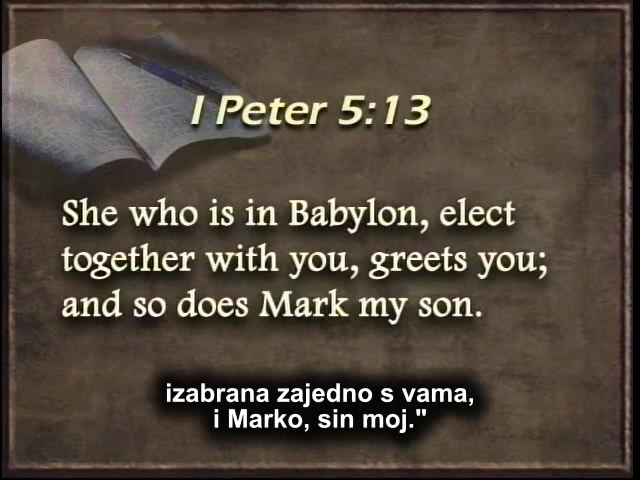 I Peter 5:13
She who is in Babylon, elect
together with you, greets you;
and so does Mark my son.
izabrana zajedno s vama,
i Marko, sin moj."